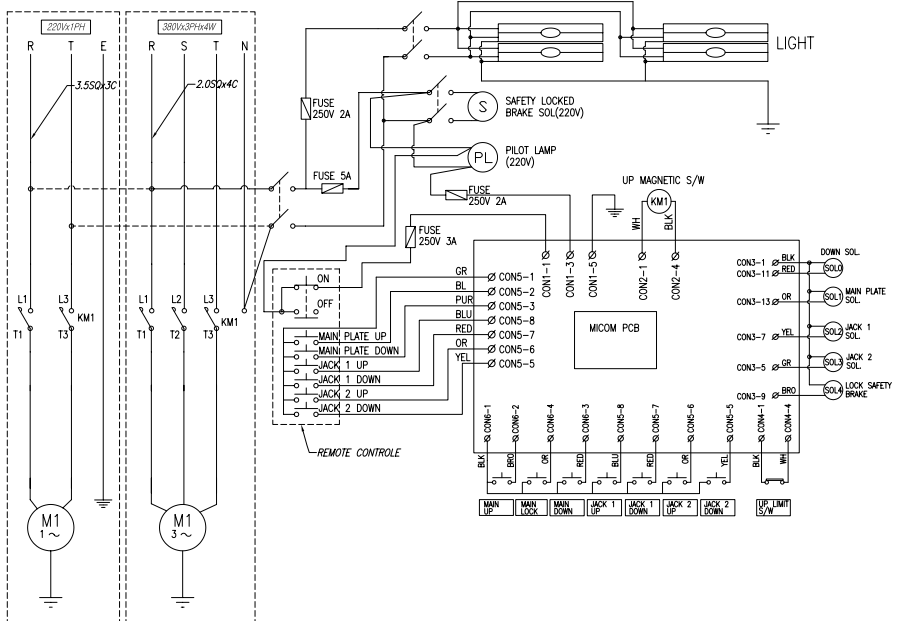 220Vx1PH
380Vx3PHx4W
R T E
R S T N
3.5SQx3C
2.0SQx4C
FUSE
250V 2A
LIGHT
S
SAFETY LOCKED
BRAKE SOL(220V)
PL
PILOT LAMP
(220V)
FUSE 5A
FUSE
250V 2A
FUSE
250V 3A
UP MAGNETIC S/W
KM1
WH
BLK
CON1-1
CON1-3
CON1-5
CON2-1
CON2-4
MICOM PCB
GR
CON5-1
BL
CON5-2
PUR
CON5-3
BLU
CON5-8
RED
CON5-7
OR
CON5-6
YEL
CON5-5
ON
OFF
MAIN PLATE UP
MAIN PLATE DOWN
JACK 1 UP
JACK 1 DOWN
JACK 2 UP
JACK 2 DOWN
REMOTE CONTROLE
DOWN SOL.
CON3-1
BLK
CON3-11
RED
SOL0
CON3-13
OR
SOL1
MAIN PLATE
SOL.
CON3-7
YEL
SOL2
JACK 1
SOL.
CON3-5
GR
SOL3
JACK 2
SOL.
CON3-9
BRO
SOL4
LOCK SAFETY
BRAKE
L1
L3
KM1
T1
T3
L1
L2
L3
KM1
T1
T2
T3
M1
1 ~
M1
3 ~
CON6-1
CON6-2
CON6-4
CON6-3
CON5-8
CON5-7
CON5-6
CON5-5
CON4-1
CON4-4
BLK
BRO
OR
RED
BLU
RED
OR
YEL
BLK
WH
MAIN
UP
MAIN
LOCK
MAIN
DOWN
JACK 1
UP
JACK 1
DOWN
JACK 2
UP
JACK 2
DOWN
UP LIMIT
S/W